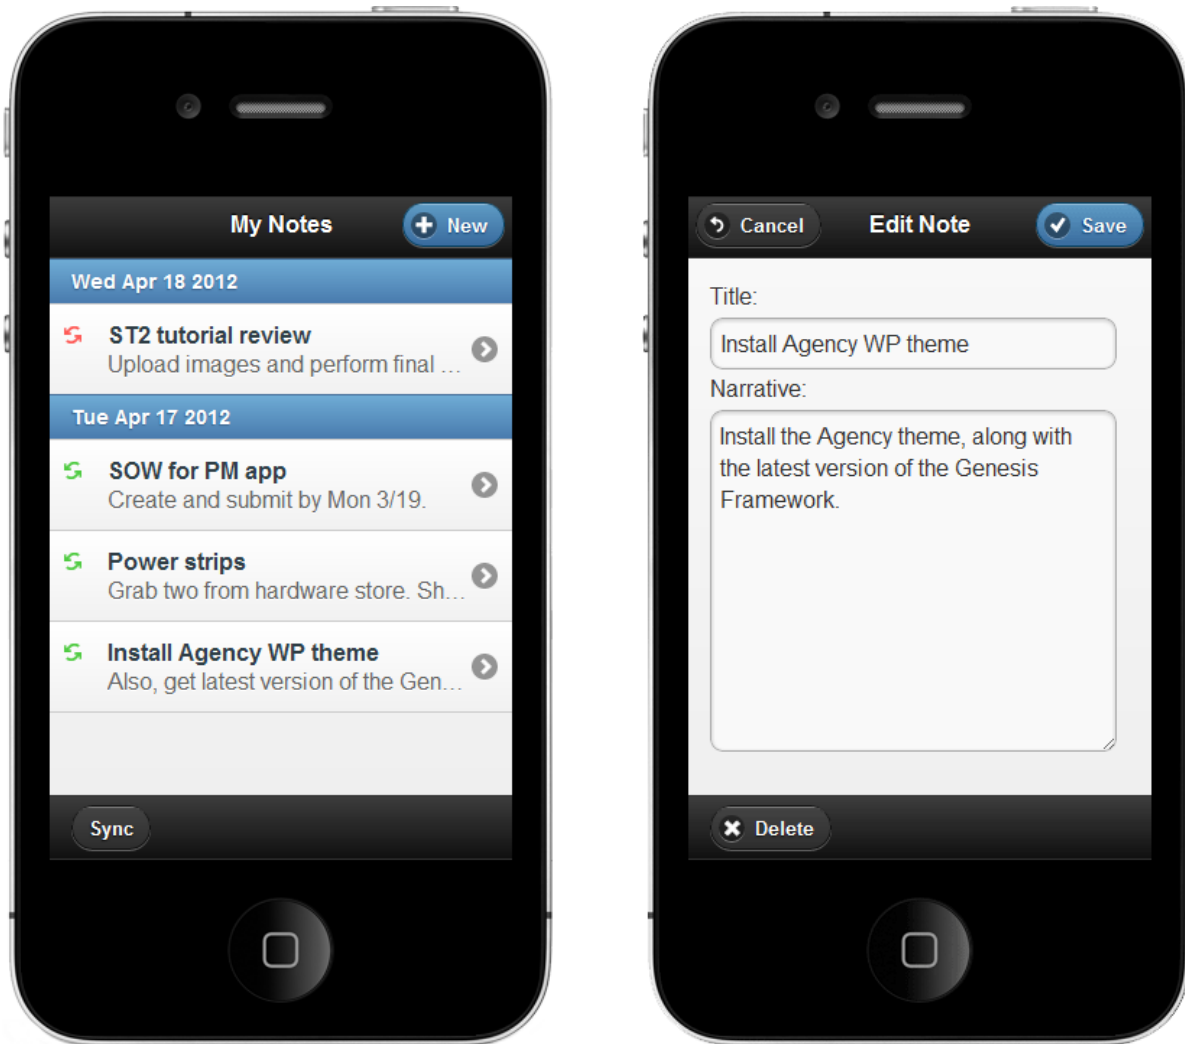 My Notes
New
Wed Apr 18 2012
ST2 tutorial review
Upload images and perform final ...
Tue Apr 17 2012
SOW for PM app
Create and submit by Mon 3/19.
Power strips
Grab two from hardware store. Sh...
Install Agency WP theme
Also, get latest version of the Gen...
Sync
Cancel
Edit Note
Save
Title:
Install Agency WP theme
Narrative:
Install the Agency theme, along with
the latest version of the Genesis
Framework.
Delete